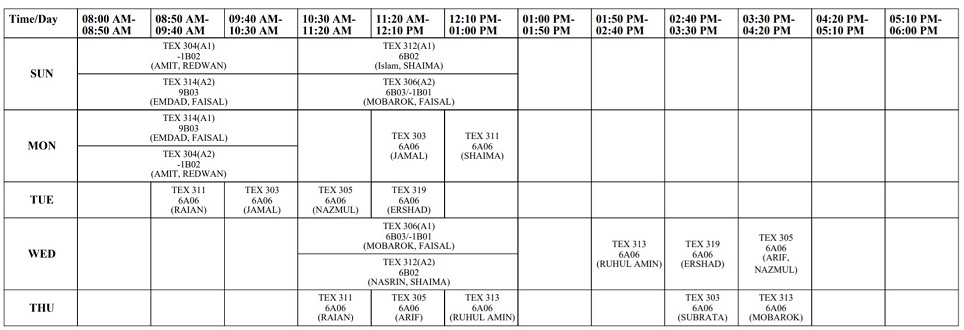 Time/Day
08:00 AM-
08:50 AM
08:50 AM-
09:40 AM
09:40 AM-
10:30 AM
10:30 AM-
11:20 AM
11:20 AM-
12:10 PM
12:10 PM-
01:00 PM
01:00 PM-
01:50 PM
01:50 PM-
02:40 PM
02:40 PM-
03:30 PM
03:30 PM-
04:20 PM
04:20 PM-
05:10 PM
05:10 PM-
06:00 PM
SUN
TEX 304(A1)
-1B02
(AMIT, REDWAN)
TEX 312(A1)
6B02
(Islam, SHAIMA)
TEX 314(A2)
9B03
(EMDAD, FAISAL)
TEX 306(A2)
6B03/-1B01
(MOBAROK, FAISAL)
MON
TEX 314(A1)
9B03
(EMDAD, FAISAL)
TEX 304(A2)
-1B02
(AMIT, REDWAN)
TEX 303
6A06
(JAMAL)
TEX 311
6A06
(SHAIMA)
TUE
TEX 311
6A06
(RAIAN)
TEX 303
6A06
(JAMAL)
TEX 305
6A06
(NAZMUL)
TEX 319
6A06
(ERSHAD)
WED
TEX 306(A1)
6B03/-1B01
(MOBAROK, FAISAL)
TEX 312(A2)
6B02
(NASRIN, SHAIMA)
TEX 313
6A06
(RUHUL AMIN)
TEX 319
6A06
(ERSHAD)
TEX 305
6A06
(ARIF,
NAZMUL)
THU
TEX 311
6A06
(RAIAN)
TEX 305
6A06
(ARIF)
TEX 313
6A06
(RUHUL AMIN)
TEX 303
6A06
(SUBRATA)
TEX 313
6A06
(MOBAROK)